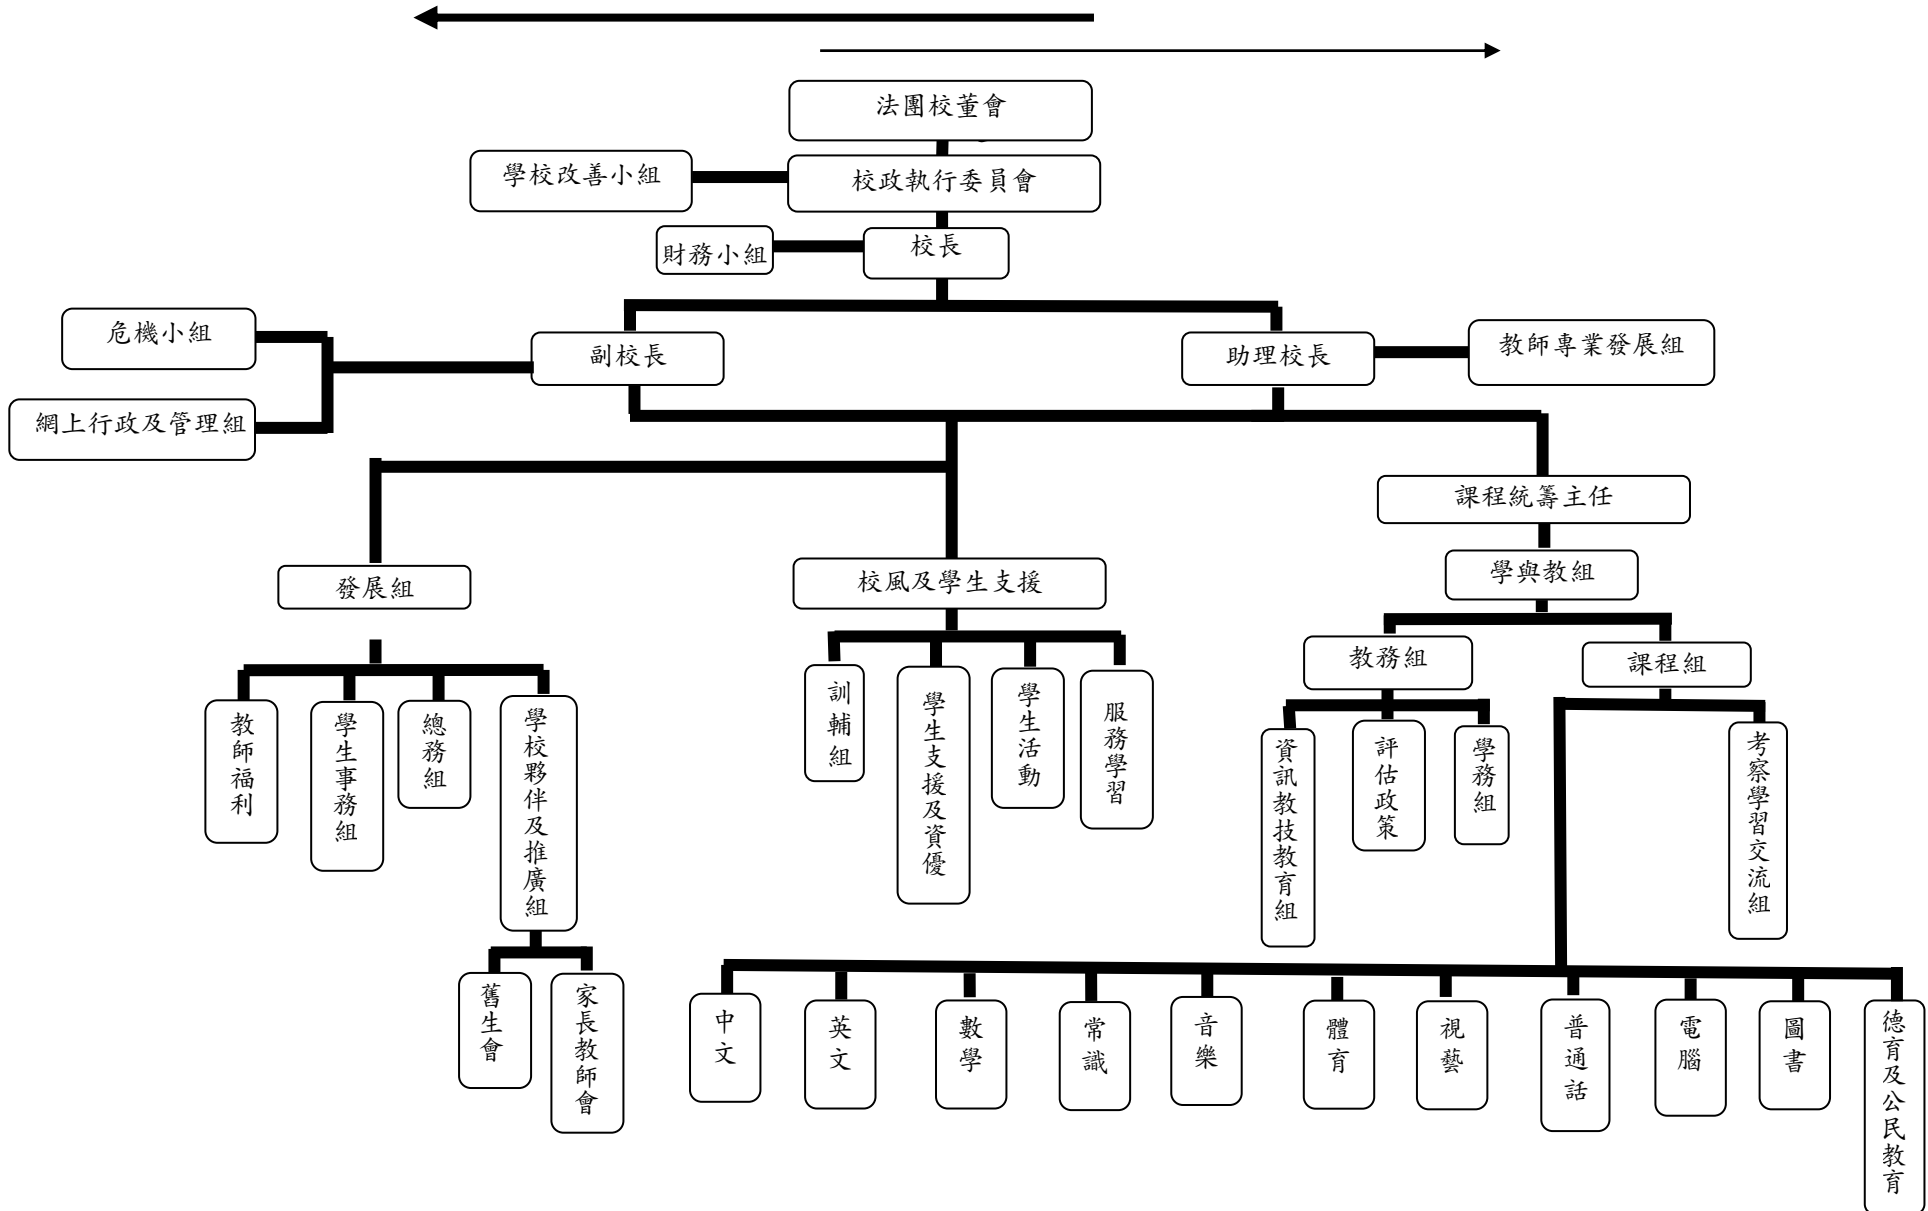 法團校董會
學校改善小組
校政執行委員會
財務小組
校長
危機小組
副校長
助理校長
教師專業發展組
網上行政及管理組
課程統籌主任
發展組
校風及學生支援
學與教組
教務組
課程組
教師福利
學生事務組
總務組
學校夥伴及推廣組
訓輔組
學生支援及資優
學生活動
服務學習
資訊教技教育組
評估政策
學務組
考察學習交流組
舊生會
家長教師會
中文
英文
數學
常識
音樂
體育
視藝
普通話
電腦
圖書
德育及公民教育